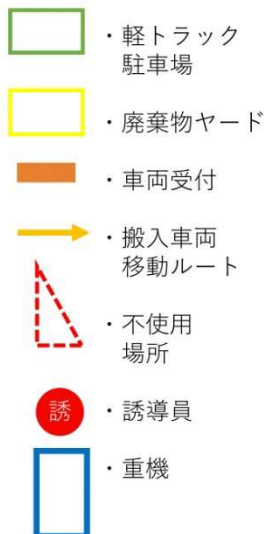 ・軽トラック
駐車場
・廃棄物ヤード
・車両受付
・搬入車両
移動ルート
・不使用
場所
誘 ・誘導員
・重機